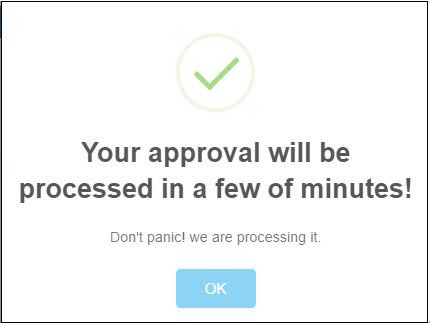 Your approval will be
processed in a few of minutes!
Don't panic! we are processing it.
OK